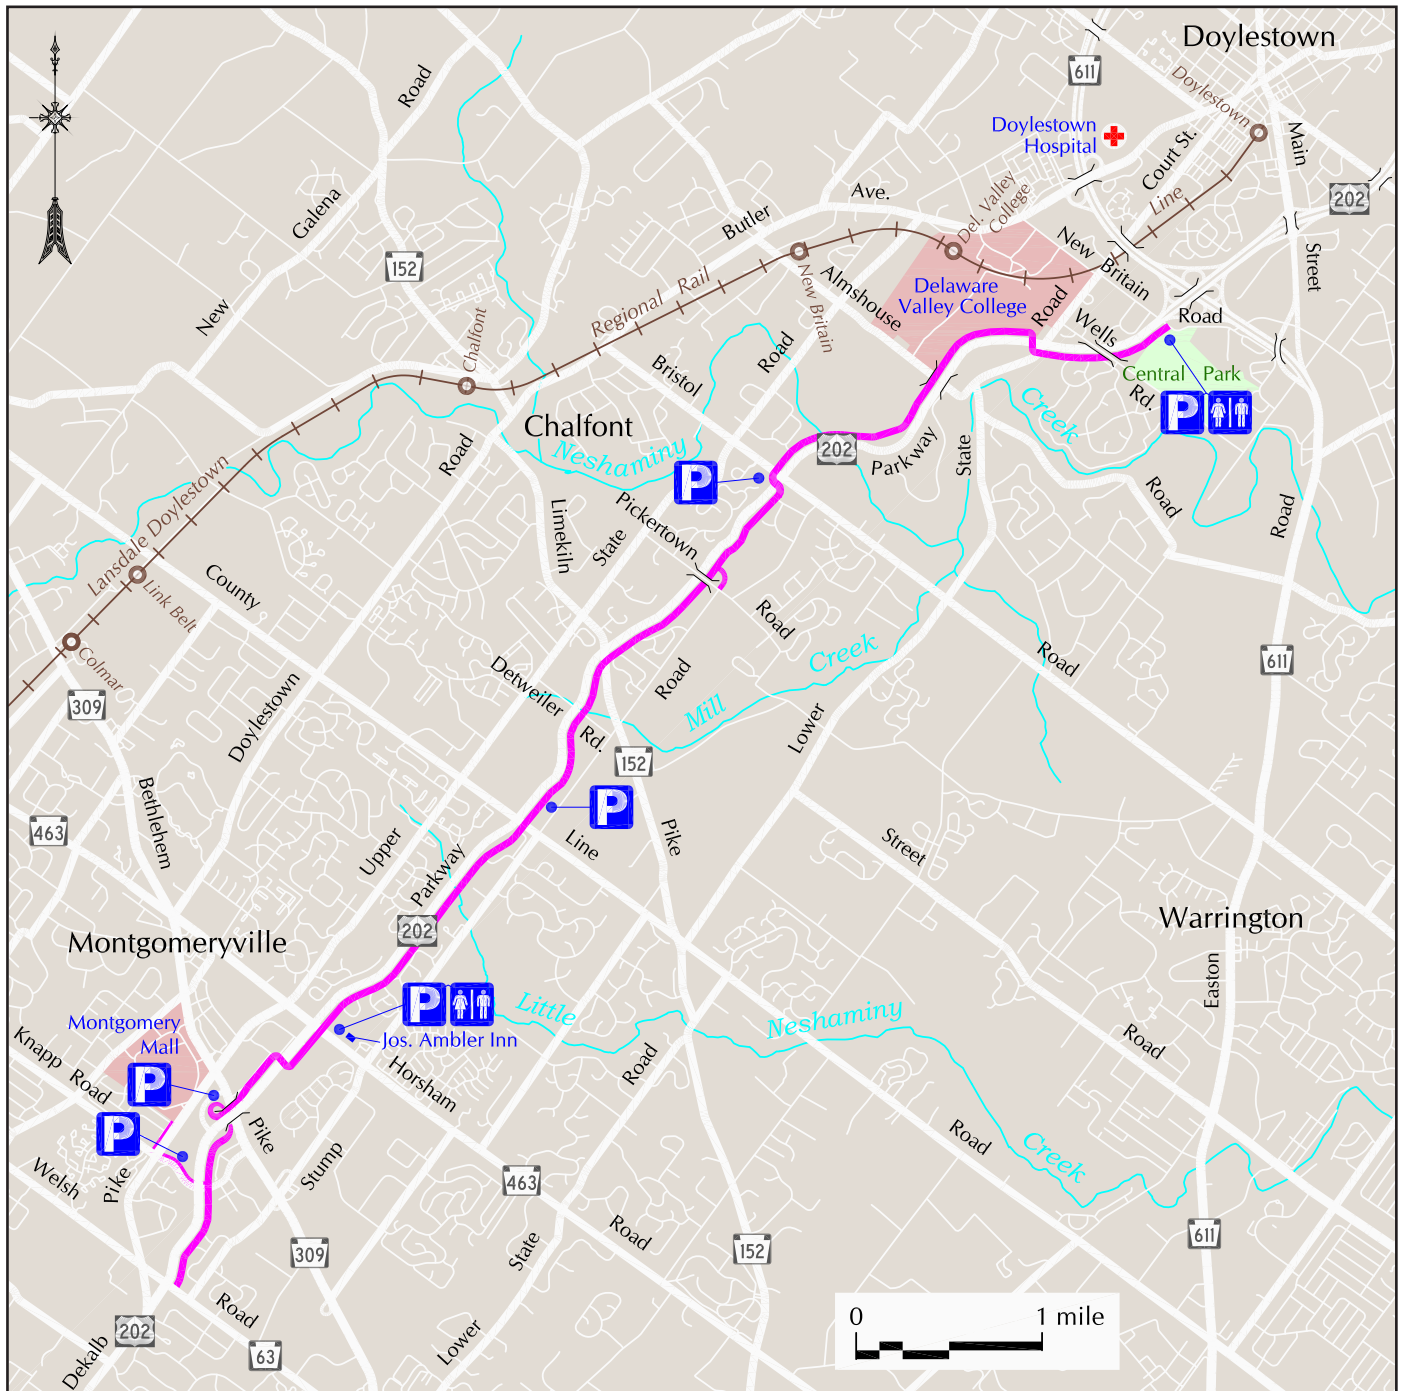 Doylestown
611
Doylestown
Road
Doylestown
Hospital
Court St.
Main
202
Ave.
Del. Valley
College
Line
Galena
Butler
New
Britain
Street
152
Almshouse
New Britain
Delaware
Valley College
Road
Regional Rail
New
Wells
Road
Chalfont
Road
Bristol
Central Park
Rd.
P
Creek
Chalfont
Neshaminy
202
Parkway
State
Road
P
Road
Road
Lansdale Doylestown
Limekiln
Pickertown
State
Link Belt
County
Road
Creek
Road
611
Colmar
309
Detweiler
Road
Mill
Doylestown
Rd.
Lower
152
Bethlehem
P
463
Upper
Line
Pike
Street
Parkway
202
Warrington
Montgomeryville
Easton
P
Little
Neshaminy
Montgomery
Mall
Jos. Ambler Inn
Knapp Road
Horsham
Road
Road
P
P
Pike
Road
Creek
Welsh
Pike
Stump
463
Road
State
309
152
611
Road
202
63
Dekalb
Lower
0 1 mile